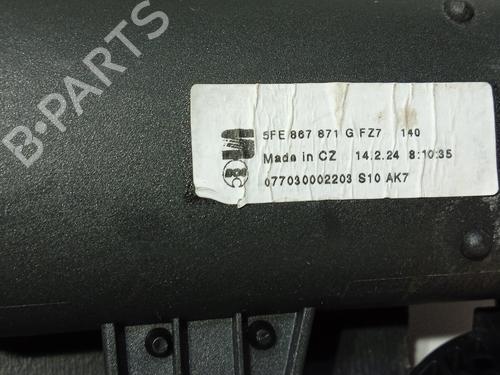 B-PARTS
5FE 867 871 G FZ7 140
Made in CZ 14.2.24 8:10:35
077030002203 S10 AK7